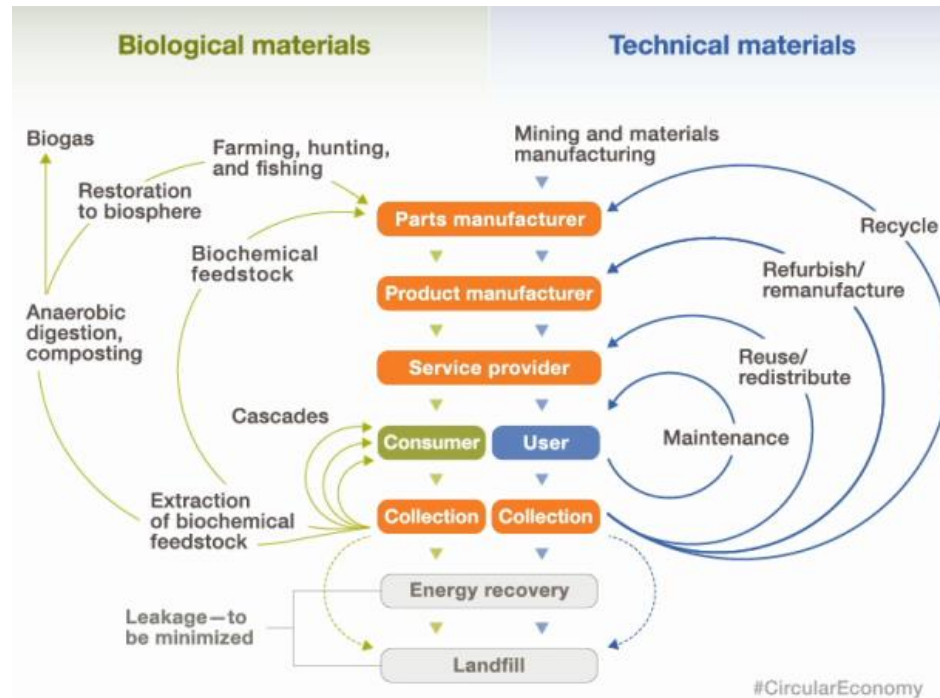 Biological materials
Technical materials
Biogas
Farming, hunting,
and fishing
Mining and materials
manufacturing
Restoration
to biosphere
Parts manufacturer
Recycle
Biochemical
feedstock
Refurbish/
remanufacture
Product manufacturer
Anaerobic
digestion,
composting
Service provider
Reuse/
redistribute
Cascades
Consumer
User
Maintenance
Extraction
of biochemical
feedstock
Collection
Collection
Energy recovery
Leakage—to
be minimized
Landfill
#CircularEconomy